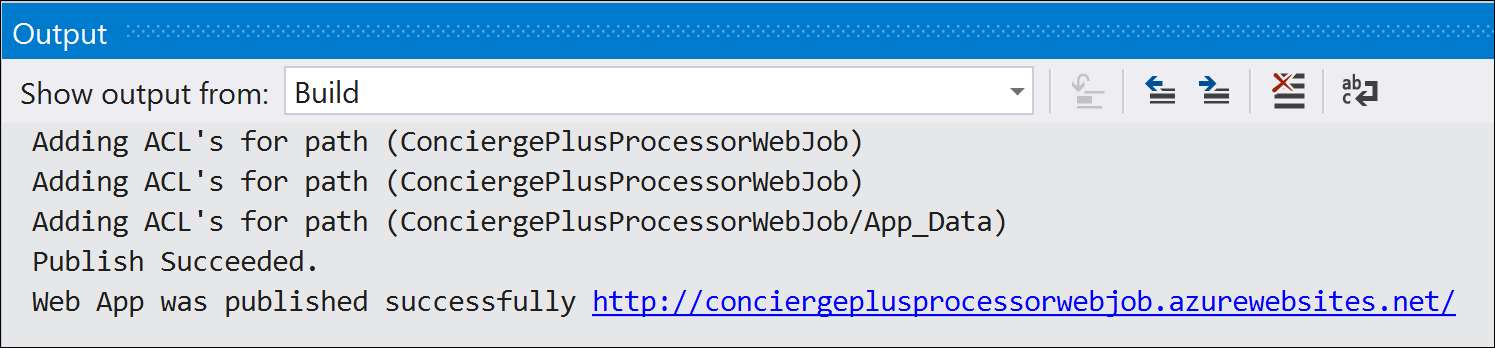 Output
Show output from: Build
Adding ACL's for path (ConciergePlusProcessorWebJob)
Adding ACL's for path (ConciergePlusProcessorWebJob)
Adding ACL's for path (ConciergePlusProcessorWebJob/App_Data)
Publish Succeeded.
Web App was published successfully http://conciergeplusprocessorwebjob.azurewebsites.net/